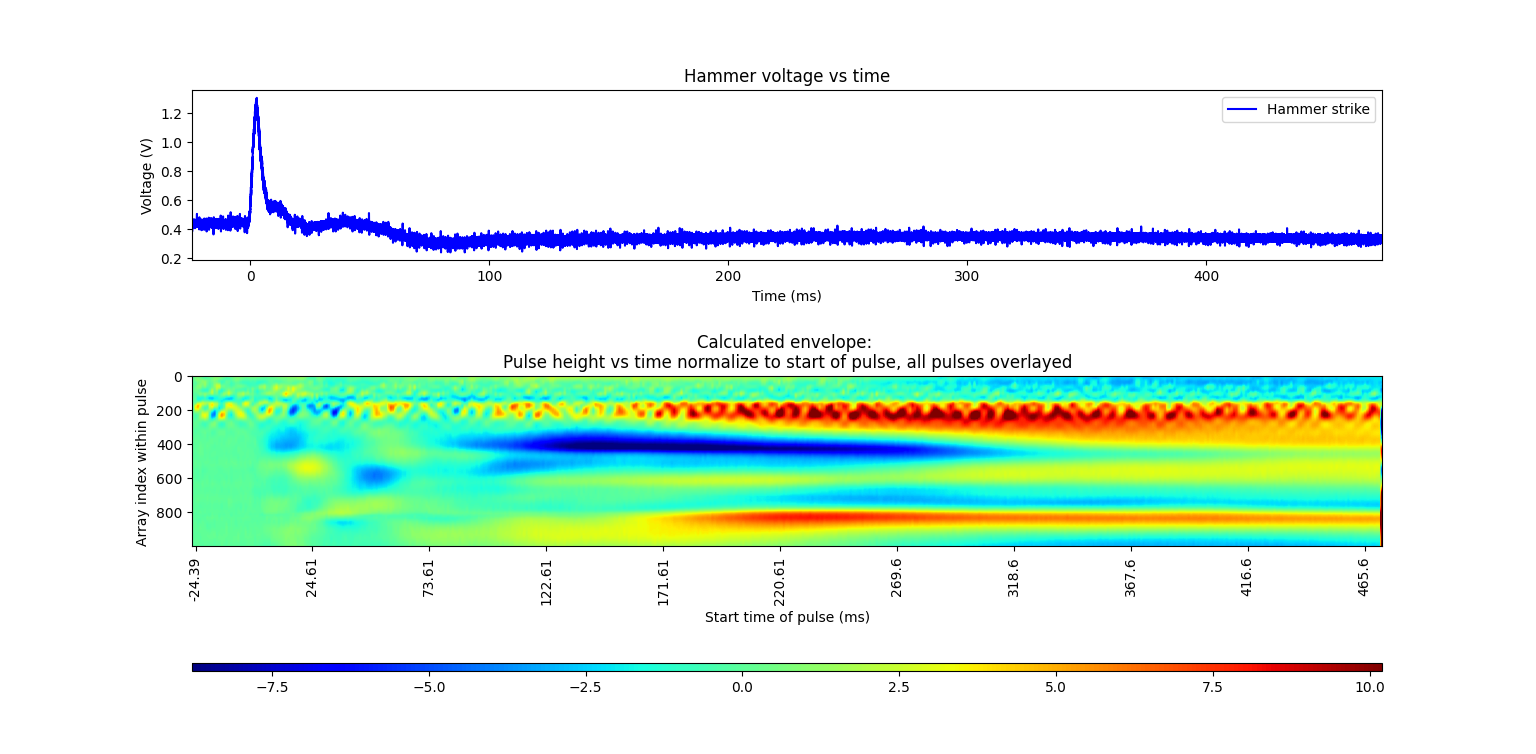 Hammer voltage vs time
Hammer strike
Voltage (V)
1.2
1.0
0.8
0.6
0.4
0.2
0 100 200 300 400
Time (ms)
Calculated envelope:
Pulse height vs time normalize to start of pulse, all pulses overlayed
Array index within pulse
0
200
400
600
800
-24.39 24.61 73.61 122.61 171.61 220.61 269.6 318.6 367.6 416.6 465.6
Start time of pulse (ms)
−7.5 −5.0 −2.5 0.0 2.5 5.0 7.5 10.0